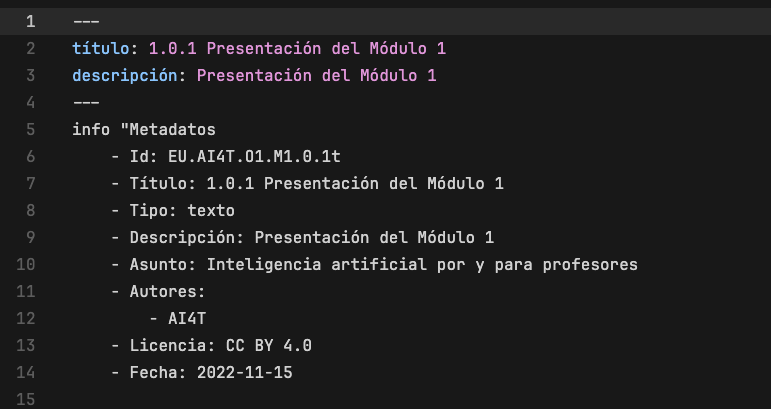 1 ---
2 título: 1.0.1 Presentación del Módulo 1
3 descripción: Presentación del Módulo 1
4 ---
5 info "Metadatos
6     - Id: EU.AI4T.O1.M1.0.1t
7     - Título: 1.0.1 Presentación del Módulo 1
8     - Tipo: texto
9     - Descripción: Presentación del Módulo 1
10     - Asunto: Inteligencia artificial por y para profesores
11     - Autores:
12         - AI4T
13     - Licencia: CC BY 4.0
14     - Fecha: 2022-11-15
15